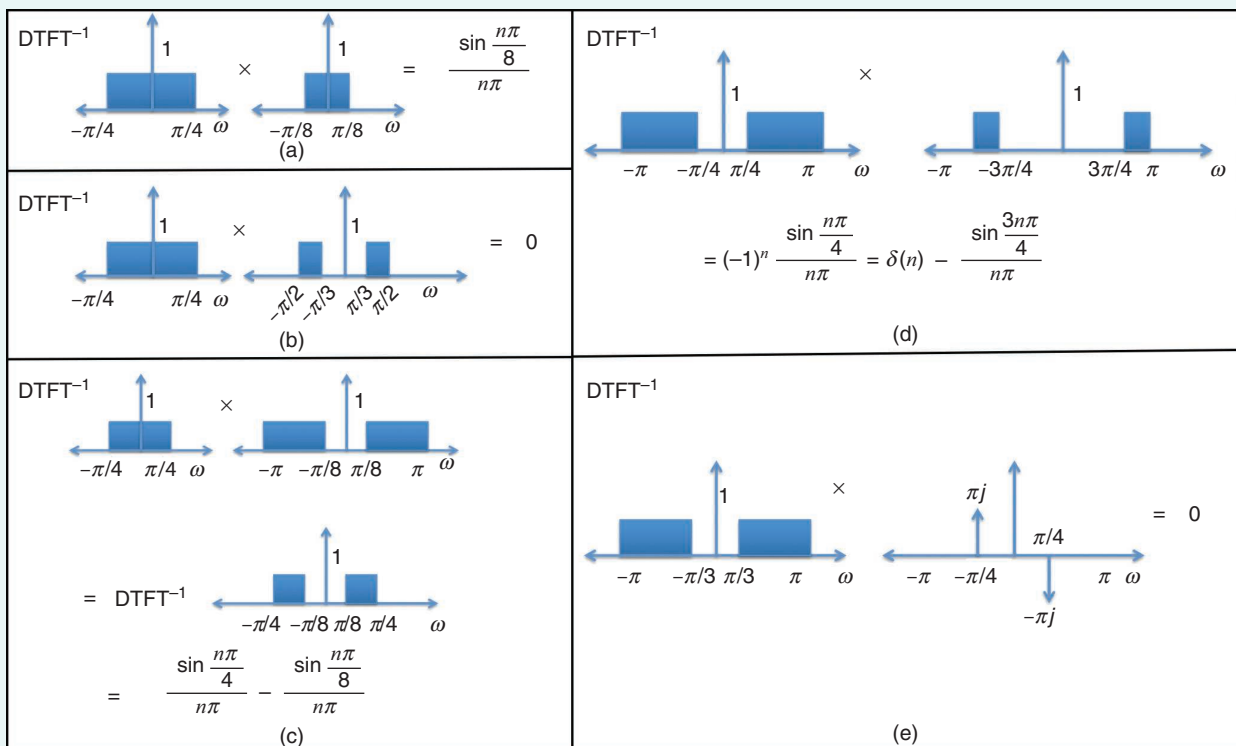 DTFT⁻¹
1 × 1 = sin nπ/8 / nπ
−π/4 π/4 ω −π/8 π/8 ω
(a)
DTFT⁻¹
1 × 1 = 0
−π/4 π/4 ω −π/2 −π/3 π/3 π/2 ω
(b)
DTFT⁻¹
1 × 1
−π/4 π/4 ω −π −π/8 π/8 π ω
1
= DTFT⁻¹
−π/4 −π/8 π/8 π/4 ω
= sin nπ/4 / nπ − sin nπ/8 / nπ
(c)
DTFT⁻¹
1 × 1
−π −π/4 π/4 π ω −π −3π/4 3π/4 π ω
= (−1)ⁿ sin nπ/4 / nπ = δ(n) − sin 3nπ/4 / nπ
(d)
DTFT⁻¹
1 × πj π/4 = 0
−π −π/3 π/3 π ω −π −π/4 π ω
−πj
(e)